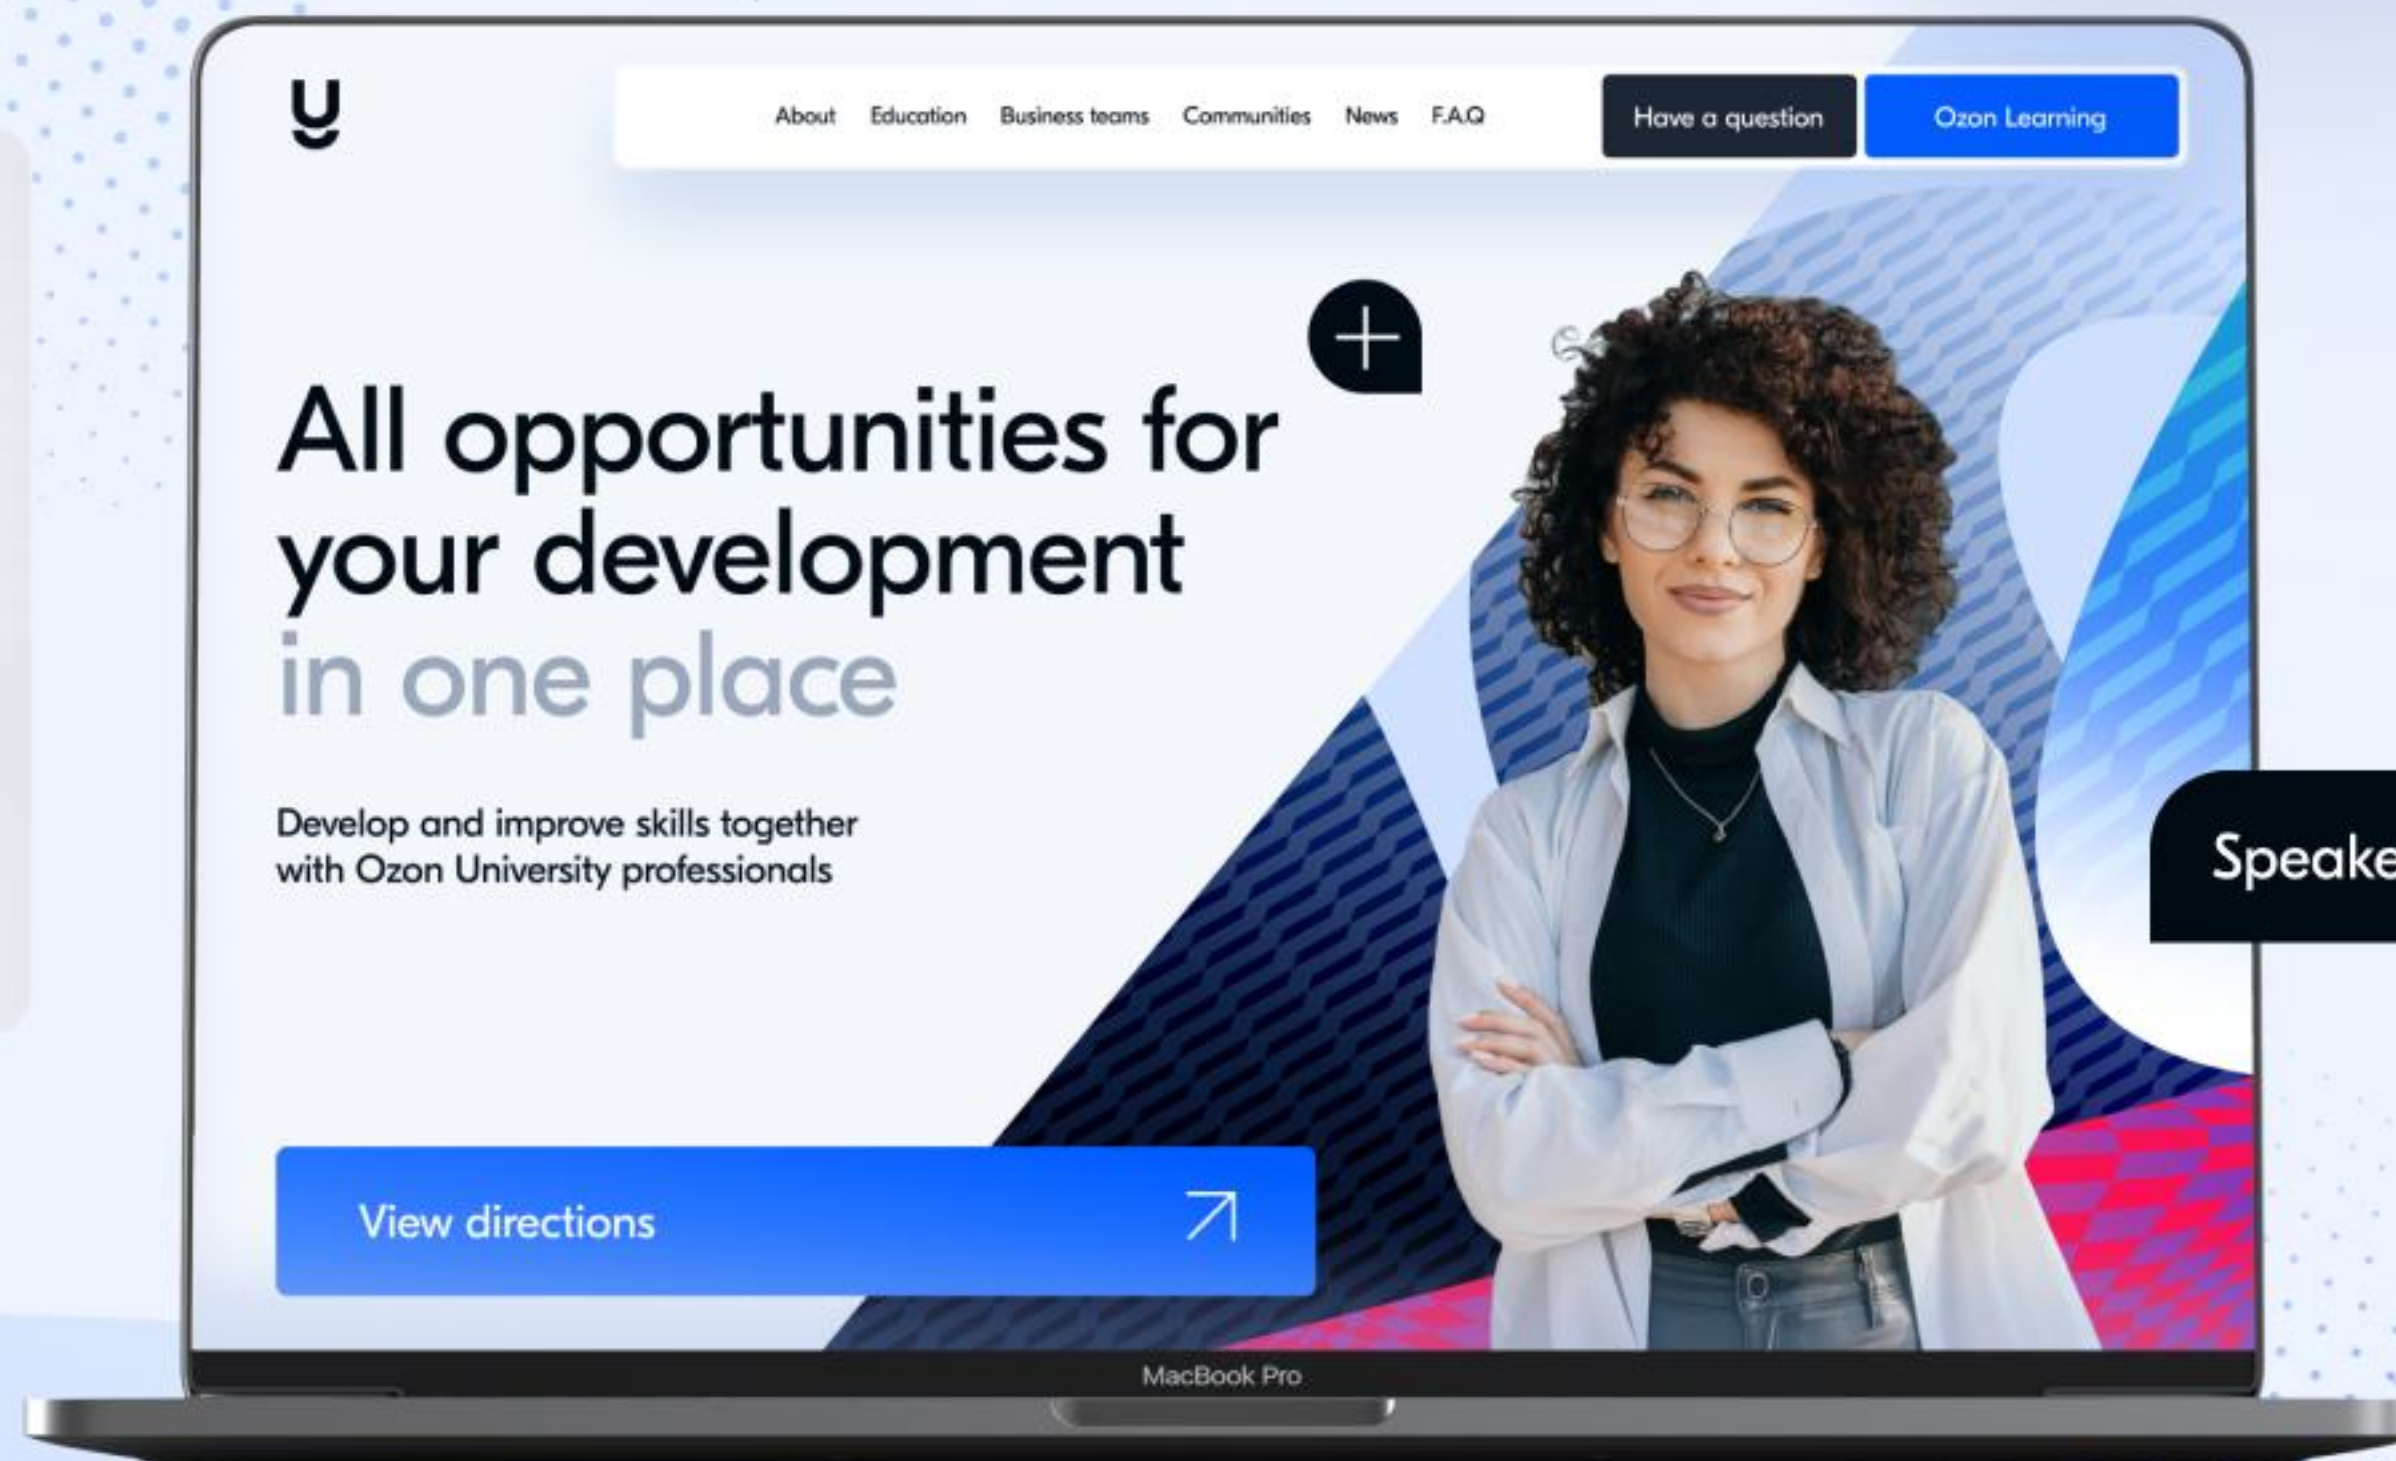 About Education Business teams Communities News F.A.Q Have a question Ozon Learning
All opportunities for
your development
in one place
Develop and improve skills together
with Ozon University professionals
Speake
View directions
MacBook Pro